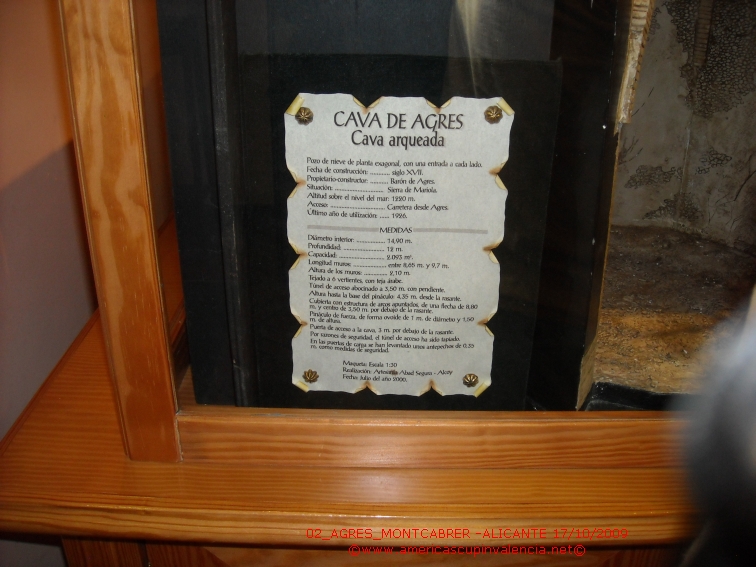 CAVA DE AGRES
Cava arqueada
Pozo de nieve de planta exagonal, con una entrada a cada lado.
Fecha de construcción: ............ siglo XVII.
Propietario-constructor: ........... Barón de Agres.
Situación: ............................. Sierra de Mariola.
Altitud sobre el nivel del mar: 1220 m.
Acceso: ................................ Carretera desde Agres.
Último año de utilización: ...... 1926.
MEDIDAS
Diámetro interior: ................. 14,90 m.
Profundidad: ........................ 12 m.
Capacidad: .......................... 2.093 m³.
Longitud muros: ................... entre 8,65 m. y 9,7 m.
Altura de los muros: .............. 2,10 m.
Tejado a 6 vertientes, con teja árabe.
Túnel de acceso abocinado a 3,50 m. con pendiente.
Altura hasta la base del pináculo: 4,35 m. desde la rasante.
Cubierta con estructura de arcos apuntados, de una flecha de 8,80
m. y centro de 3,50 m. por debajo de la rasante.
Pináculo de fuerza, de forma ovoide de 1 m. de diámetro y 1,50
m. de altura.
Puerta de acceso a la cava, 3 m. por debajo de la rasante.
Por razones de seguridad, el túnel de acceso ha sido tapiado.
En las puertas de carga se han levantado unos antepechos de 0,35
m. como medidas de seguridad.
Maqueta: Escala 1:30
Realización: Artesanía Abad Segura - Alcoy
Fecha: Julio del año 2000.
02_AGRES_MONTCABRER -ALICANTE 17/10/2009
©www.americascupinvalencia.net©